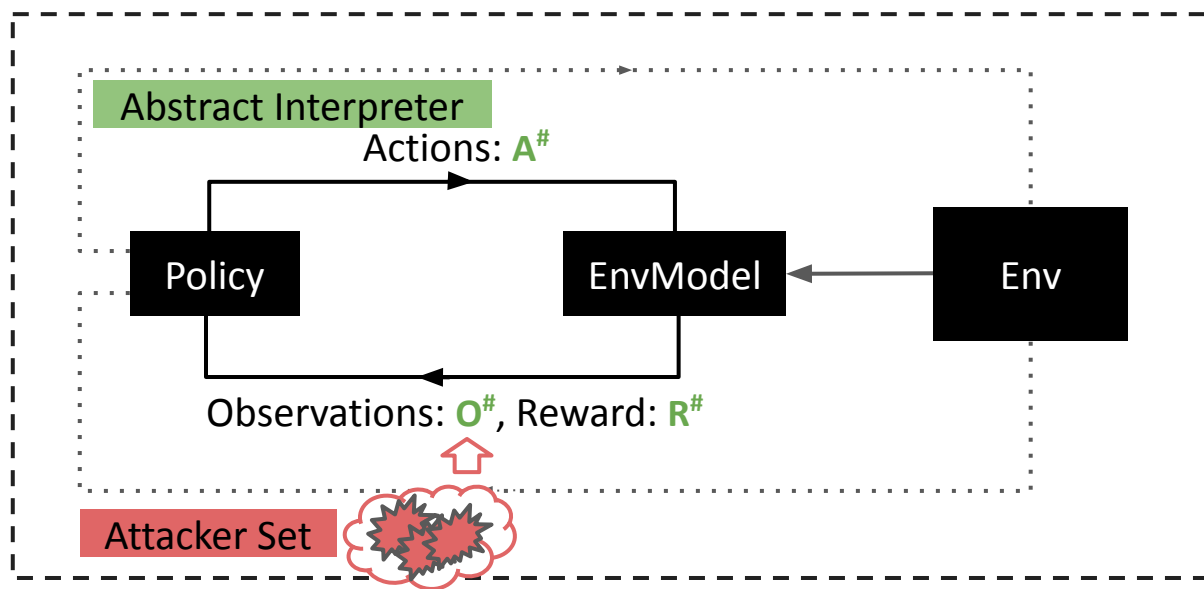 Abstract Interpreter
Actions: A#
Policy
EnvModel
Env
Observations: O#, Reward: R#
Attacker Set